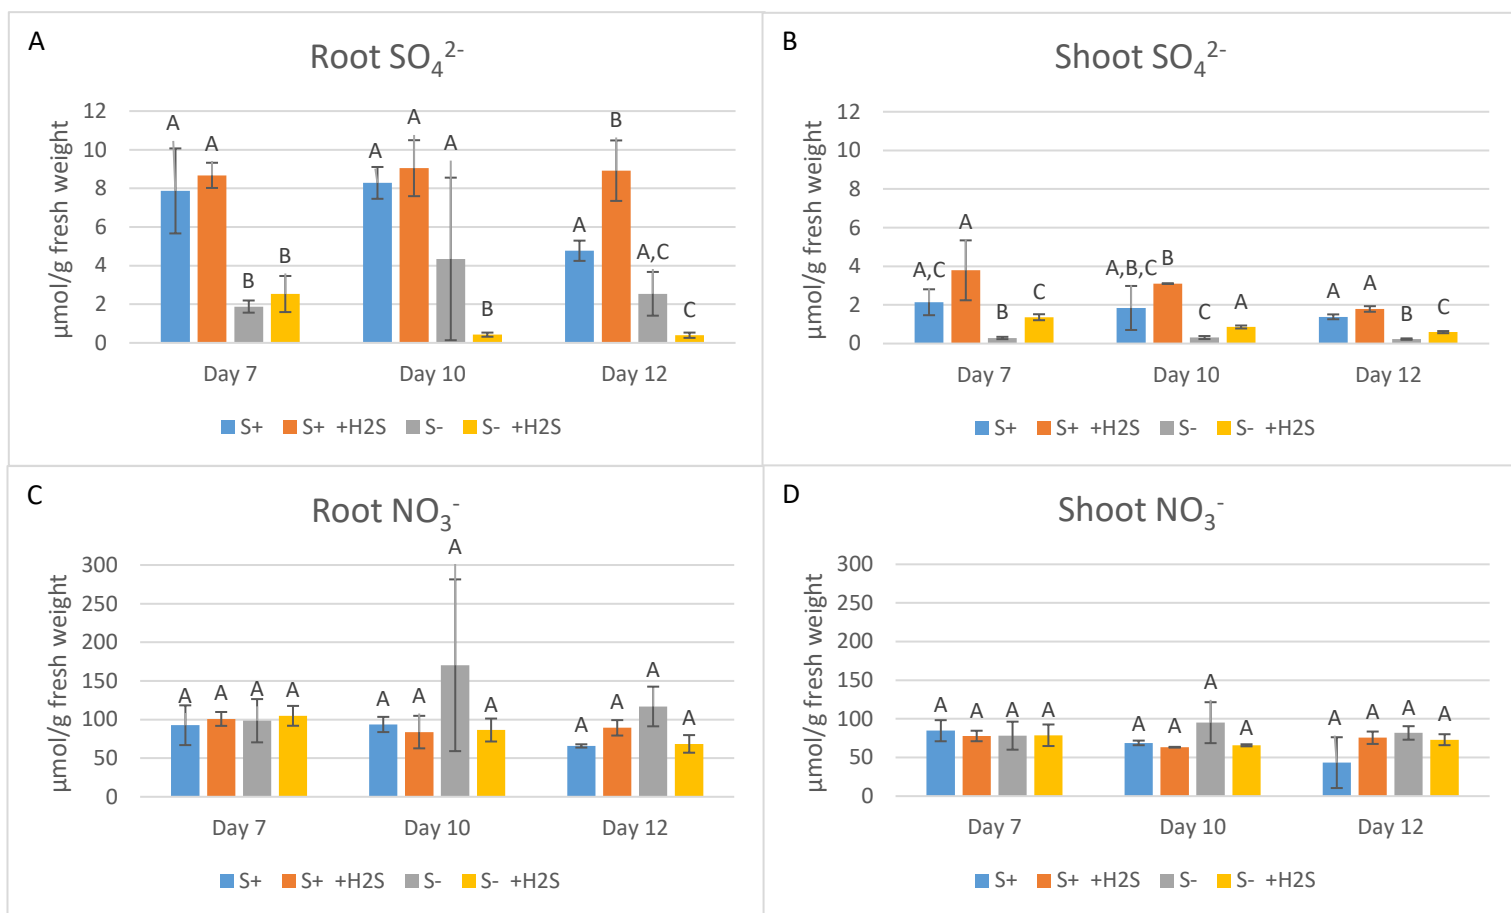 A
Root SO₄²⁻
µmol/g fresh weight
12
10
8
6
4
2
0
A A B B
A A A B
A B A,C C
Day 7 Day 10 Day 12
S+ S+ +H2S S- S- +H2S
B
Shoot SO₄²⁻
µmol/g fresh weight
12
10
8
6
4
2
0
A,C A B C
A,B,C B C A
A A B C
Day 7 Day 10 Day 12
S+ S+ +H2S S- S- +H2S
C
Root NO₃⁻
µmol/g fresh weight
300
250
200
150
100
50
0
A A A A
A A A A
A A A A
Day 7 Day 10 Day 12
S+ S+ +H2S S- S- +H2S
D
Shoot NO₃⁻
µmol/g fresh weight
300
250
200
150
100
50
0
A A A A
A A A A
A A A A
Day 7 Day 10 Day 12
S+ S+ +H2S S- S- +H2S